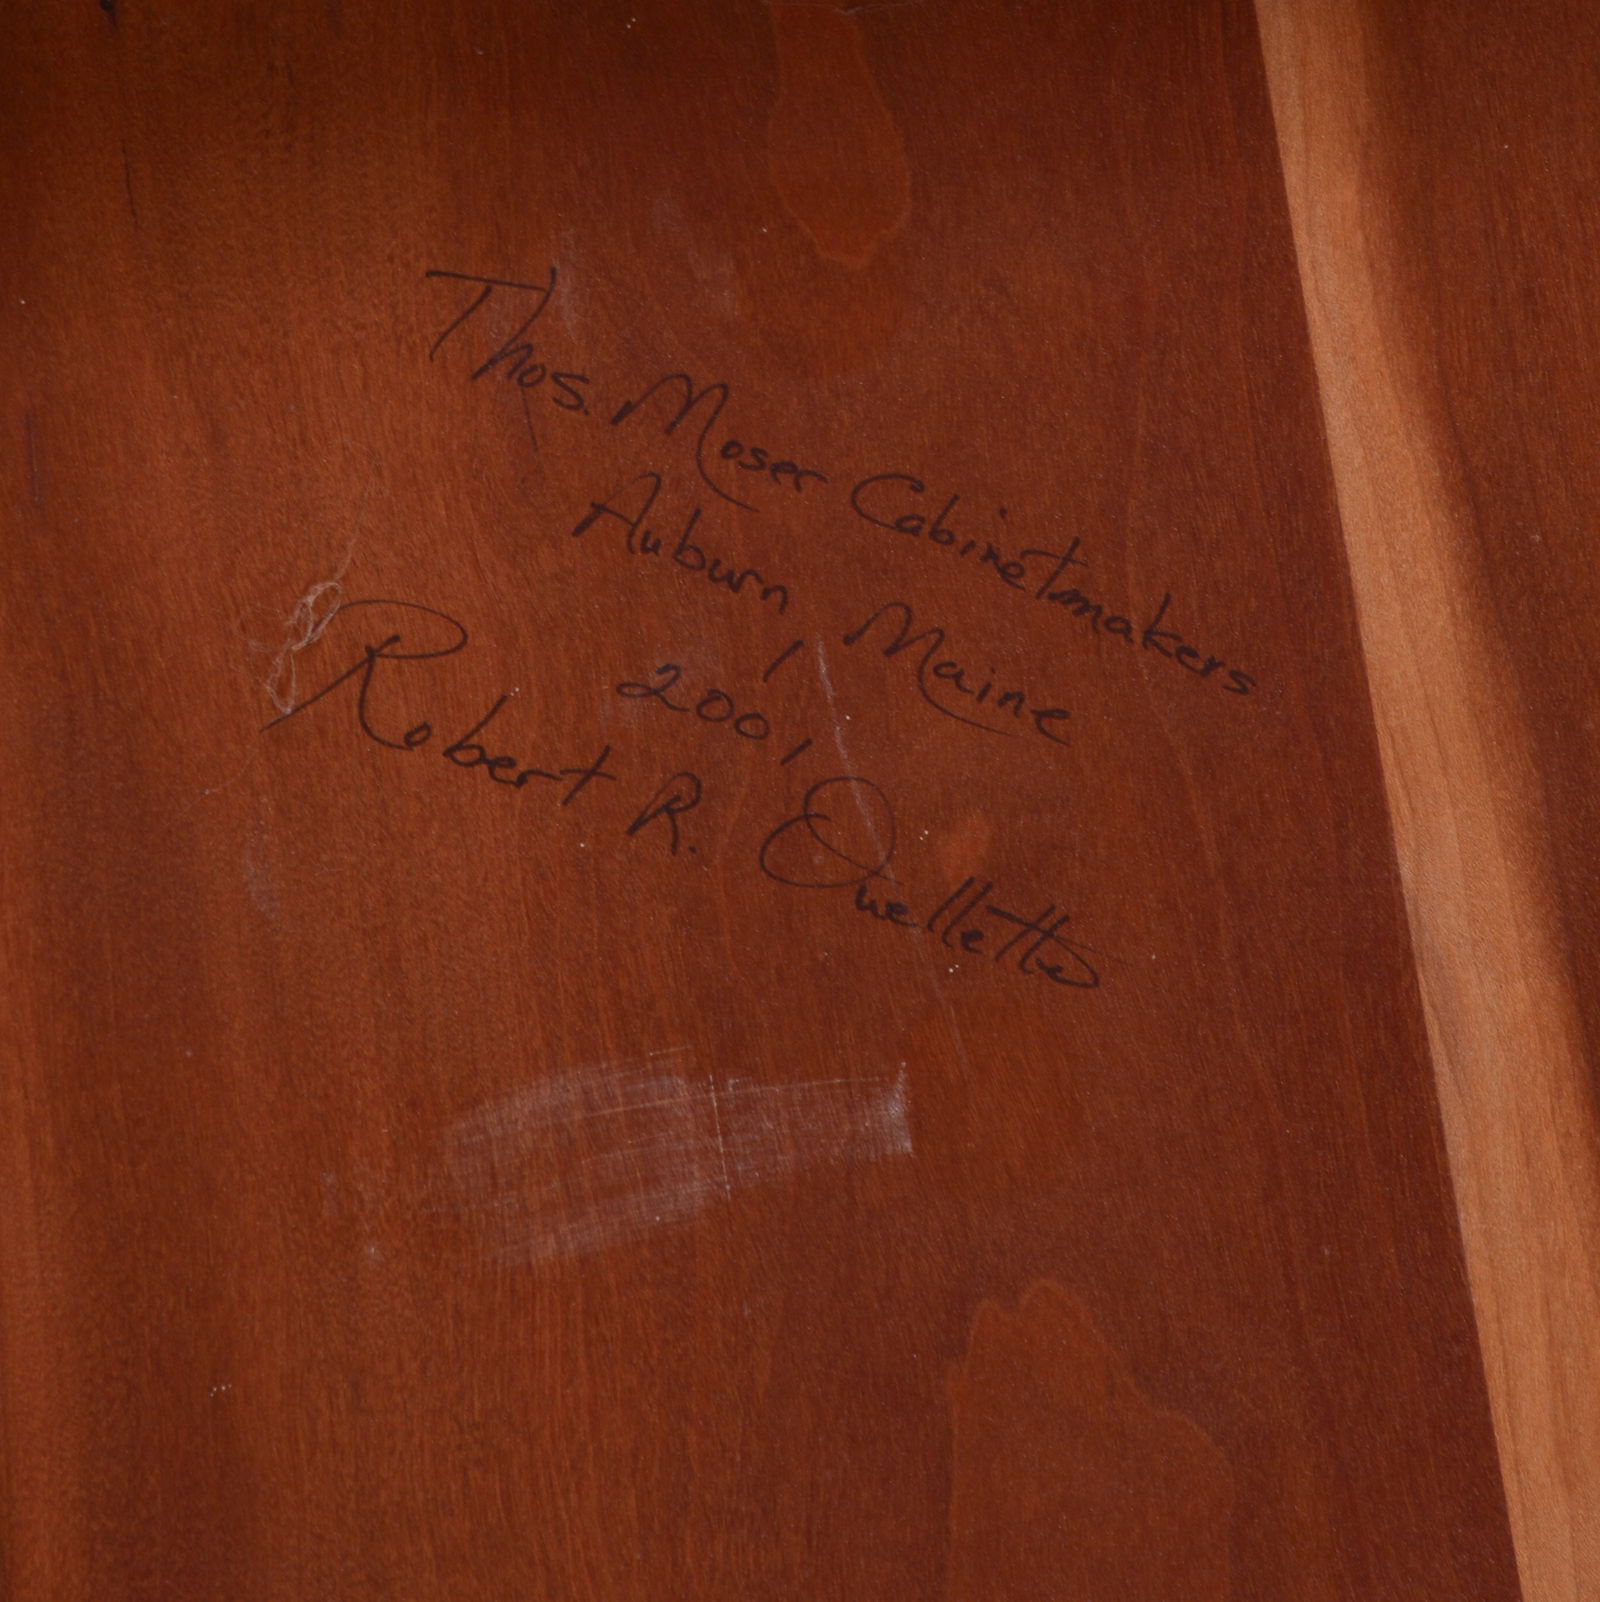 Thos. Moser Cabinetmakers
Auburn, Maine
2001
Robert R. Ouellette